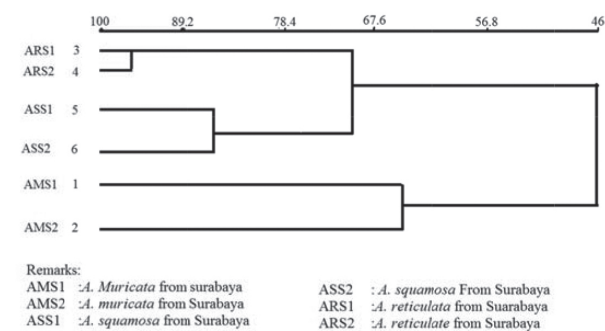 100 89.2 78.4 67.6 56.8 46
ARS1 3
ARS2 4
ASS1 5
ASS2 6
AMS1 1
AMS2 2
Remarks:
AMS1 :A. Muricata from surabaya
AMS2 :A. muricata from Surabaya
ASS1 :A. squamosa from Surabaya
ASS2 : A. squamosa From Surabaya
ARS1 :A. reticulata from Suarabaya
ARS2 :A. reticulate from Surabaya